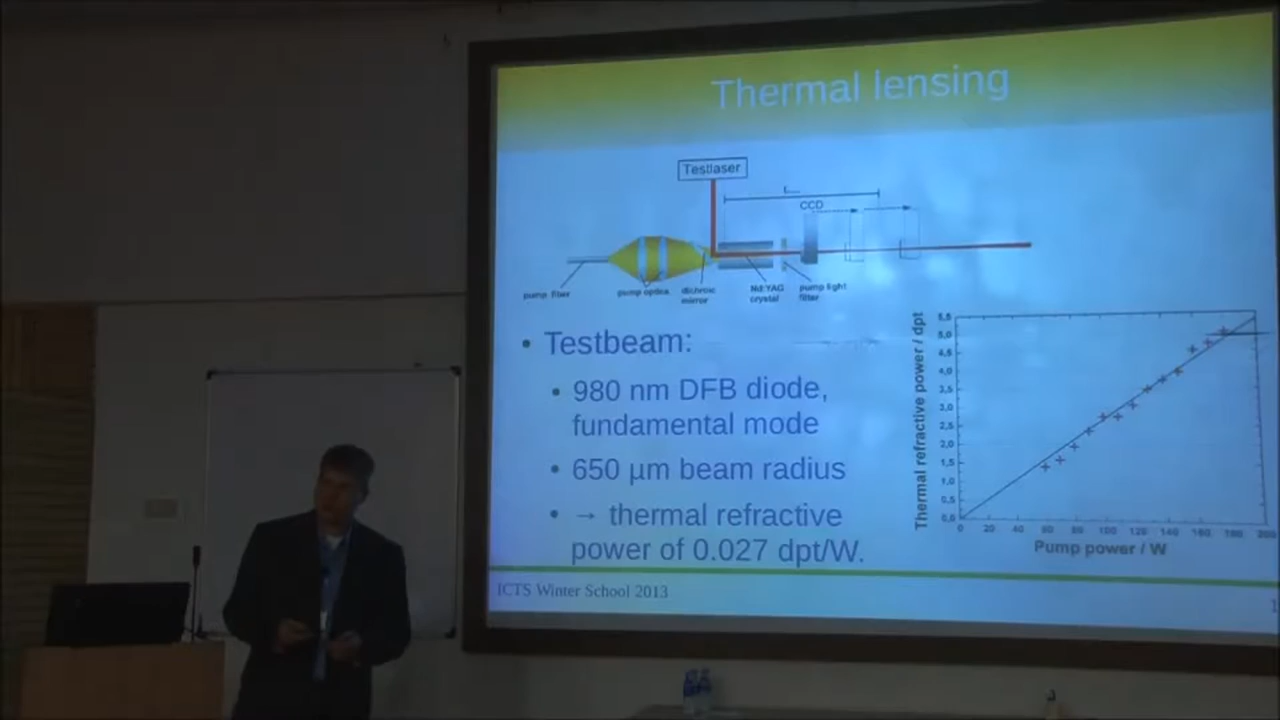 Thermal lensing
Testlaser
CCD
pump fiber
pump optics
dichroic
mirror
Nd:YAG
crystal
pump light
filter
• Testbeam:
• 980 nm DFB diode,
fundamental mode
• 650 µm beam radius
• → thermal refractive
power of 0.027 dpt/W.
Thermal refractive power / dpt
5,5
5,0
4,5
4,0
3,5
3,0
2,5
2,0
1,5
1,0
0,5
0,0
0 20 40 60 80 100 120 140 160 180 200
Pump power / W
ICTS Winter School 2013